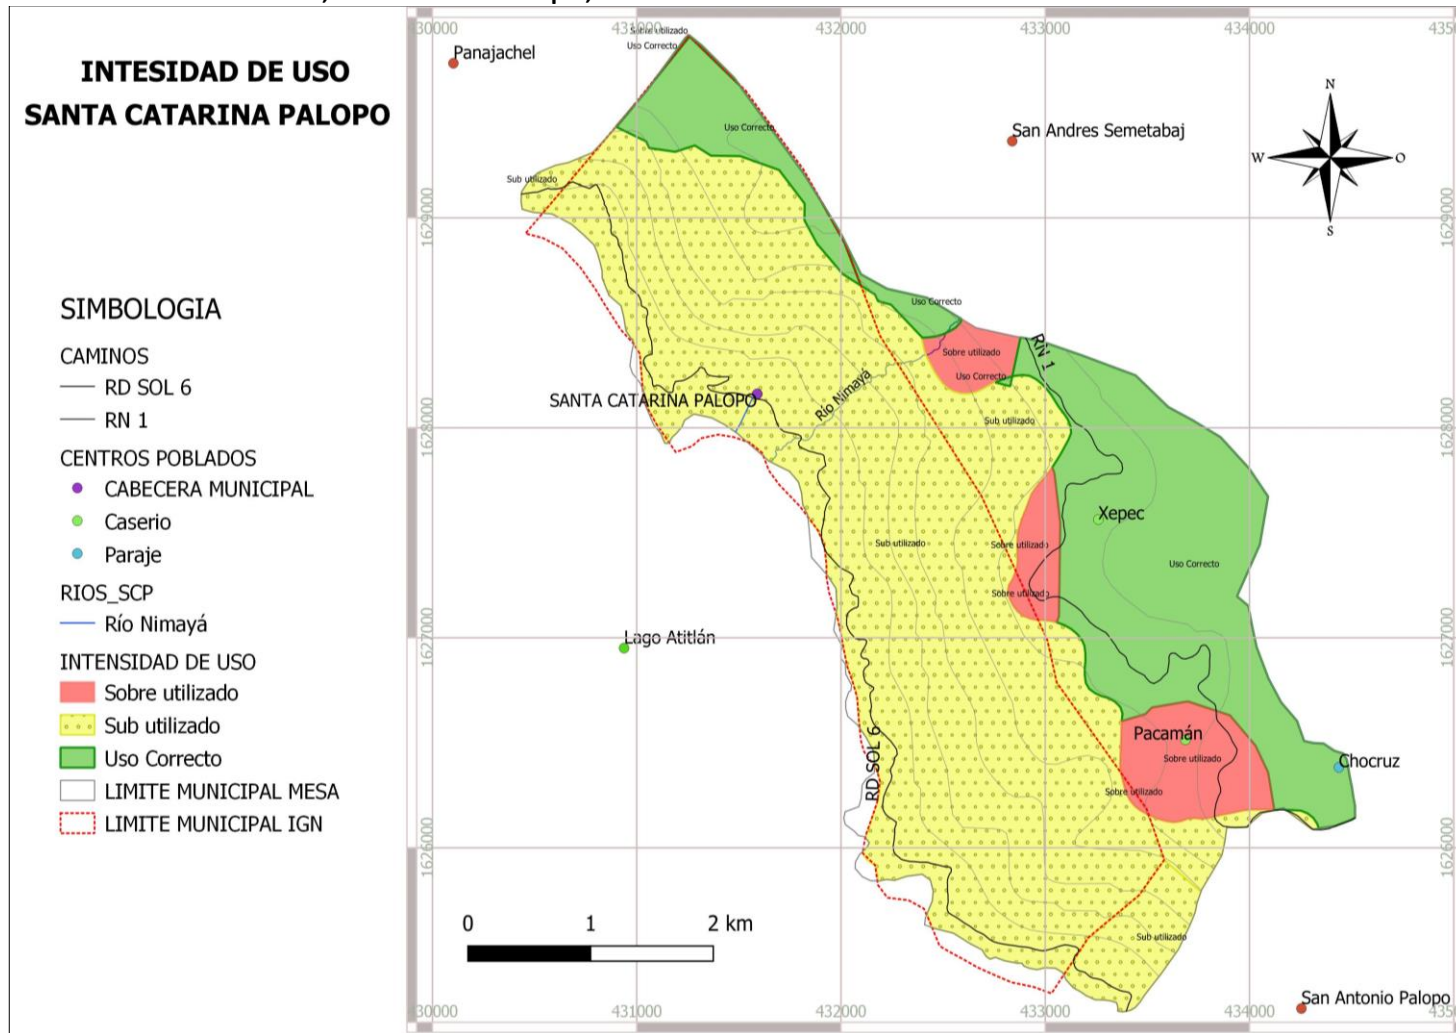 INTESIDAD DE USO
SANTA CATARINA PALOPO
SIMBOLOGIA
CAMINOS
RD SOL 6
RN 1
CENTROS POBLADOS
CABECERA MUNICIPAL
Caserio
Paraje
RIOS_SCP
Río Nimayá
INTENSIDAD DE USO
Sobre utilizado
Sub utilizado
Uso Correcto
LIMITE MUNICIPAL MESA
LIMITE MUNICIPAL IGN
430000
431000
432000
433000
434000
Panajachel
Sobre utilizado
Uso Correcto
Uso Correcto
San Andres Semetabaj
N
W
O
S
Sub utilizado
1629000
1629000
Uso Correcto
RN 1
Sobre utilizado
Uso Correcto
SANTA CATARINA PALOPO
Río Nimayá
Sub utilizado
1628000
1628000
Xepec
Sub utilizado
Sobre utilizado
Uso Correcto
Sobre utilizado
Lago Atitlán
1627000
1627000
Pacamán
RD SOL 6
Sobre utilizado
Chocruz
Sobre utilizado
1626000
1626000
0 1 2 km
Sub utilizado
San Antonio Palopo
430000
431000
432000
433000
434000